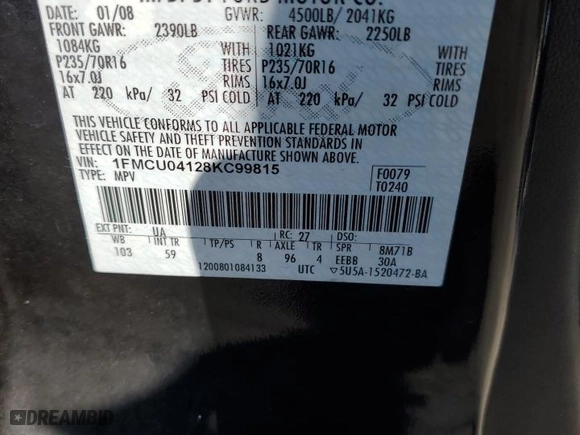 MFD. BY FORD MOTOR CO.
DATE: 01/08 GVWR: 4500LB/ 2041KG
FRONT GAWR: 2390LB REAR GAWR: 2250LB
1084KG 1021KG
P235/70R16 TIRES P235/70R16 TIRES
16x7.0J RIMS 16x7.0J RIMS
AT 220 kPa/ 32 PSI COLD AT 220 kPa/ 32 PSI COLD
THIS VEHICLE CONFORMS TO ALL APPLICABLE FEDERAL MOTOR
VEHICLE SAFETY AND THEFT PREVENTION STANDARDS IN
EFFECT ON THE DATE OF MANUFACTURE SHOWN ABOVE.
VIN: 1FMCU04128KC99815 F0079
TYPE: MPV T0240
EXT PNT: UA RC: 27 DSO:
WB INT TR TP/PS R AXLE TR SPR 8M71B
103 59 8 96 4 EEBB 30A
1200801084133 UTC ▽5U5A-1520472-BA
DREAMBID